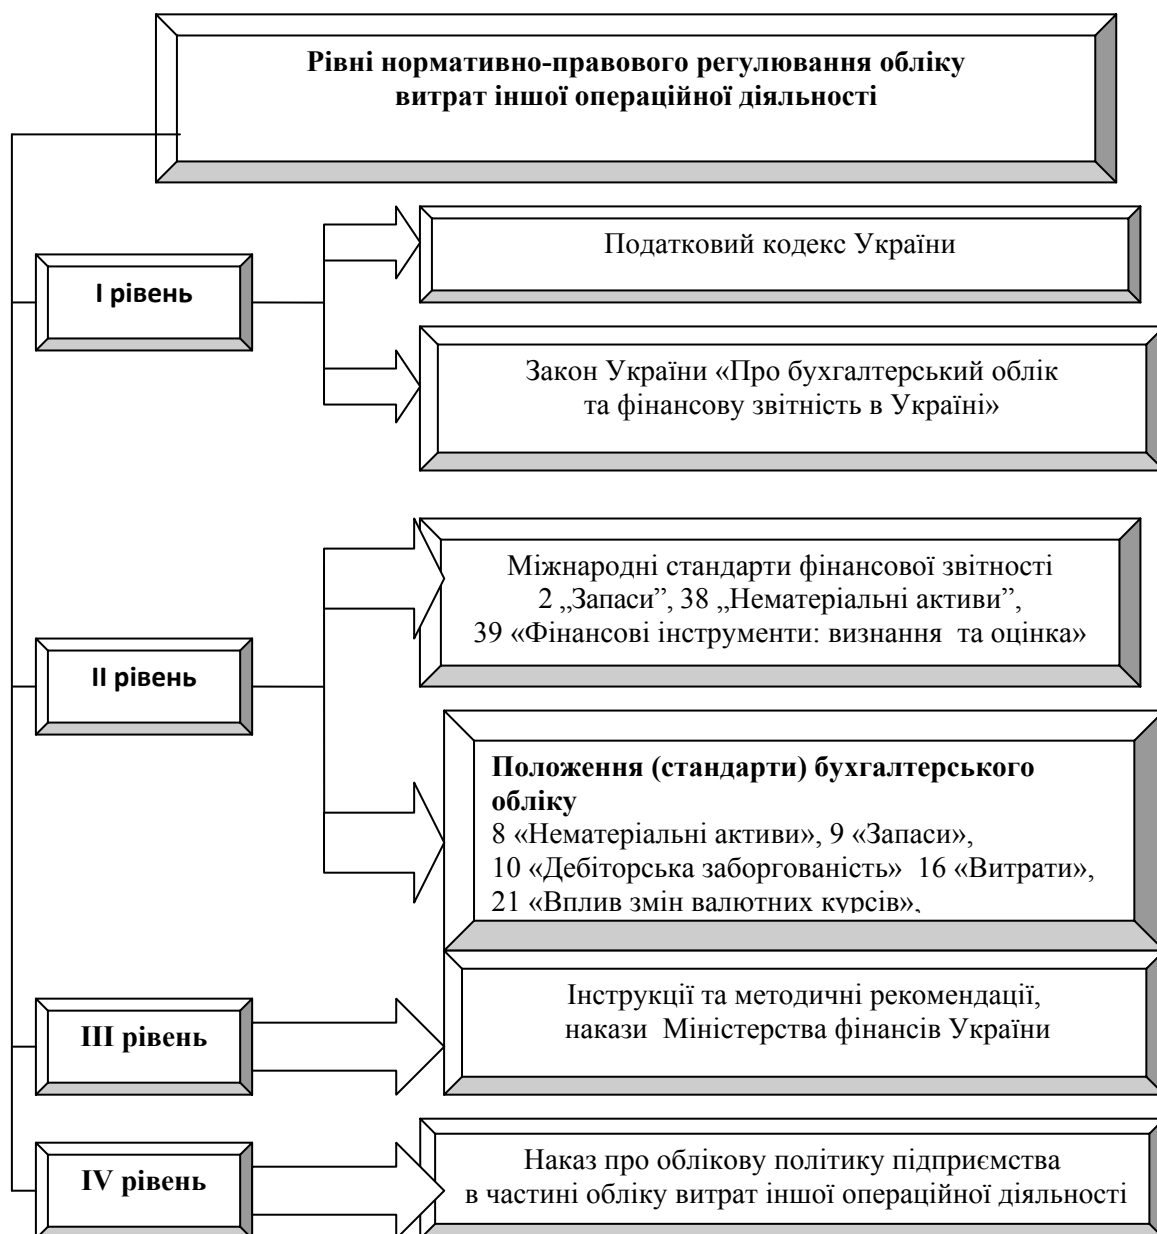 Рівні нормативно-правового регулювання обліку
витрат іншої операційної діяльності
І рівень
Податковий кодекс України
Закон України «Про бухгалтерський облік
та фінансову звітність в Україні»
ІІ рівень
Міжнародні стандарти фінансової звітності
2 „Запаси”, 38 „Нематеріальні активи”,
39 «Фінансові інструменти: визнання та оцінка»
Положення (стандарти) бухгалтерського
обліку
8 «Нематеріальні активи», 9 «Запаси»,
10 «Дебіторська заборгованість» 16 «Витрати»,
21 «Вплив змін валютних курсів»,
ІІІ рівень
Інструкції та методичні рекомендації,
накази Міністерства фінансів України
ІV рівень
Наказ про облікову політику підприємства
в частині обліку витрат іншої операційної діяльності